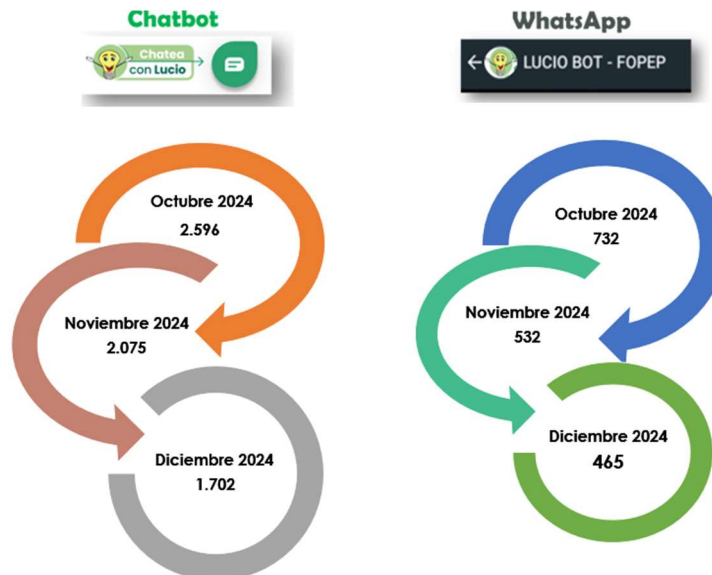 Chatbot
Chatea
con Lucio
Octubre 2024
2.596
Noviembre 2024
2.075
Diciembre 2024
1.702
WhatsApp
LUCIO BOT - FOPEP
Octubre 2024
732
Noviembre 2024
532
Diciembre 2024
465